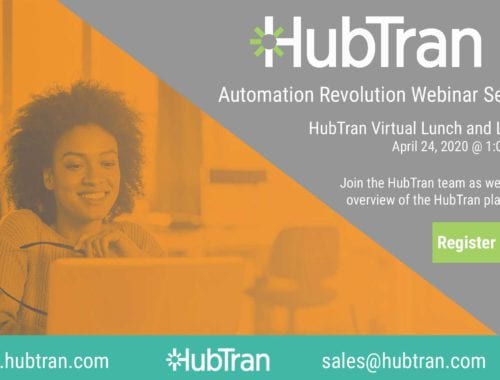 HubTran
Automation Revolution Webinar Se
HubTran Virtual Lunch and L
April 24, 2020 @ 1:0
Join the HubTran team as we
overview of the HubTran pla
Register
.hubtran.com
HubTran
sales@hubtran.com